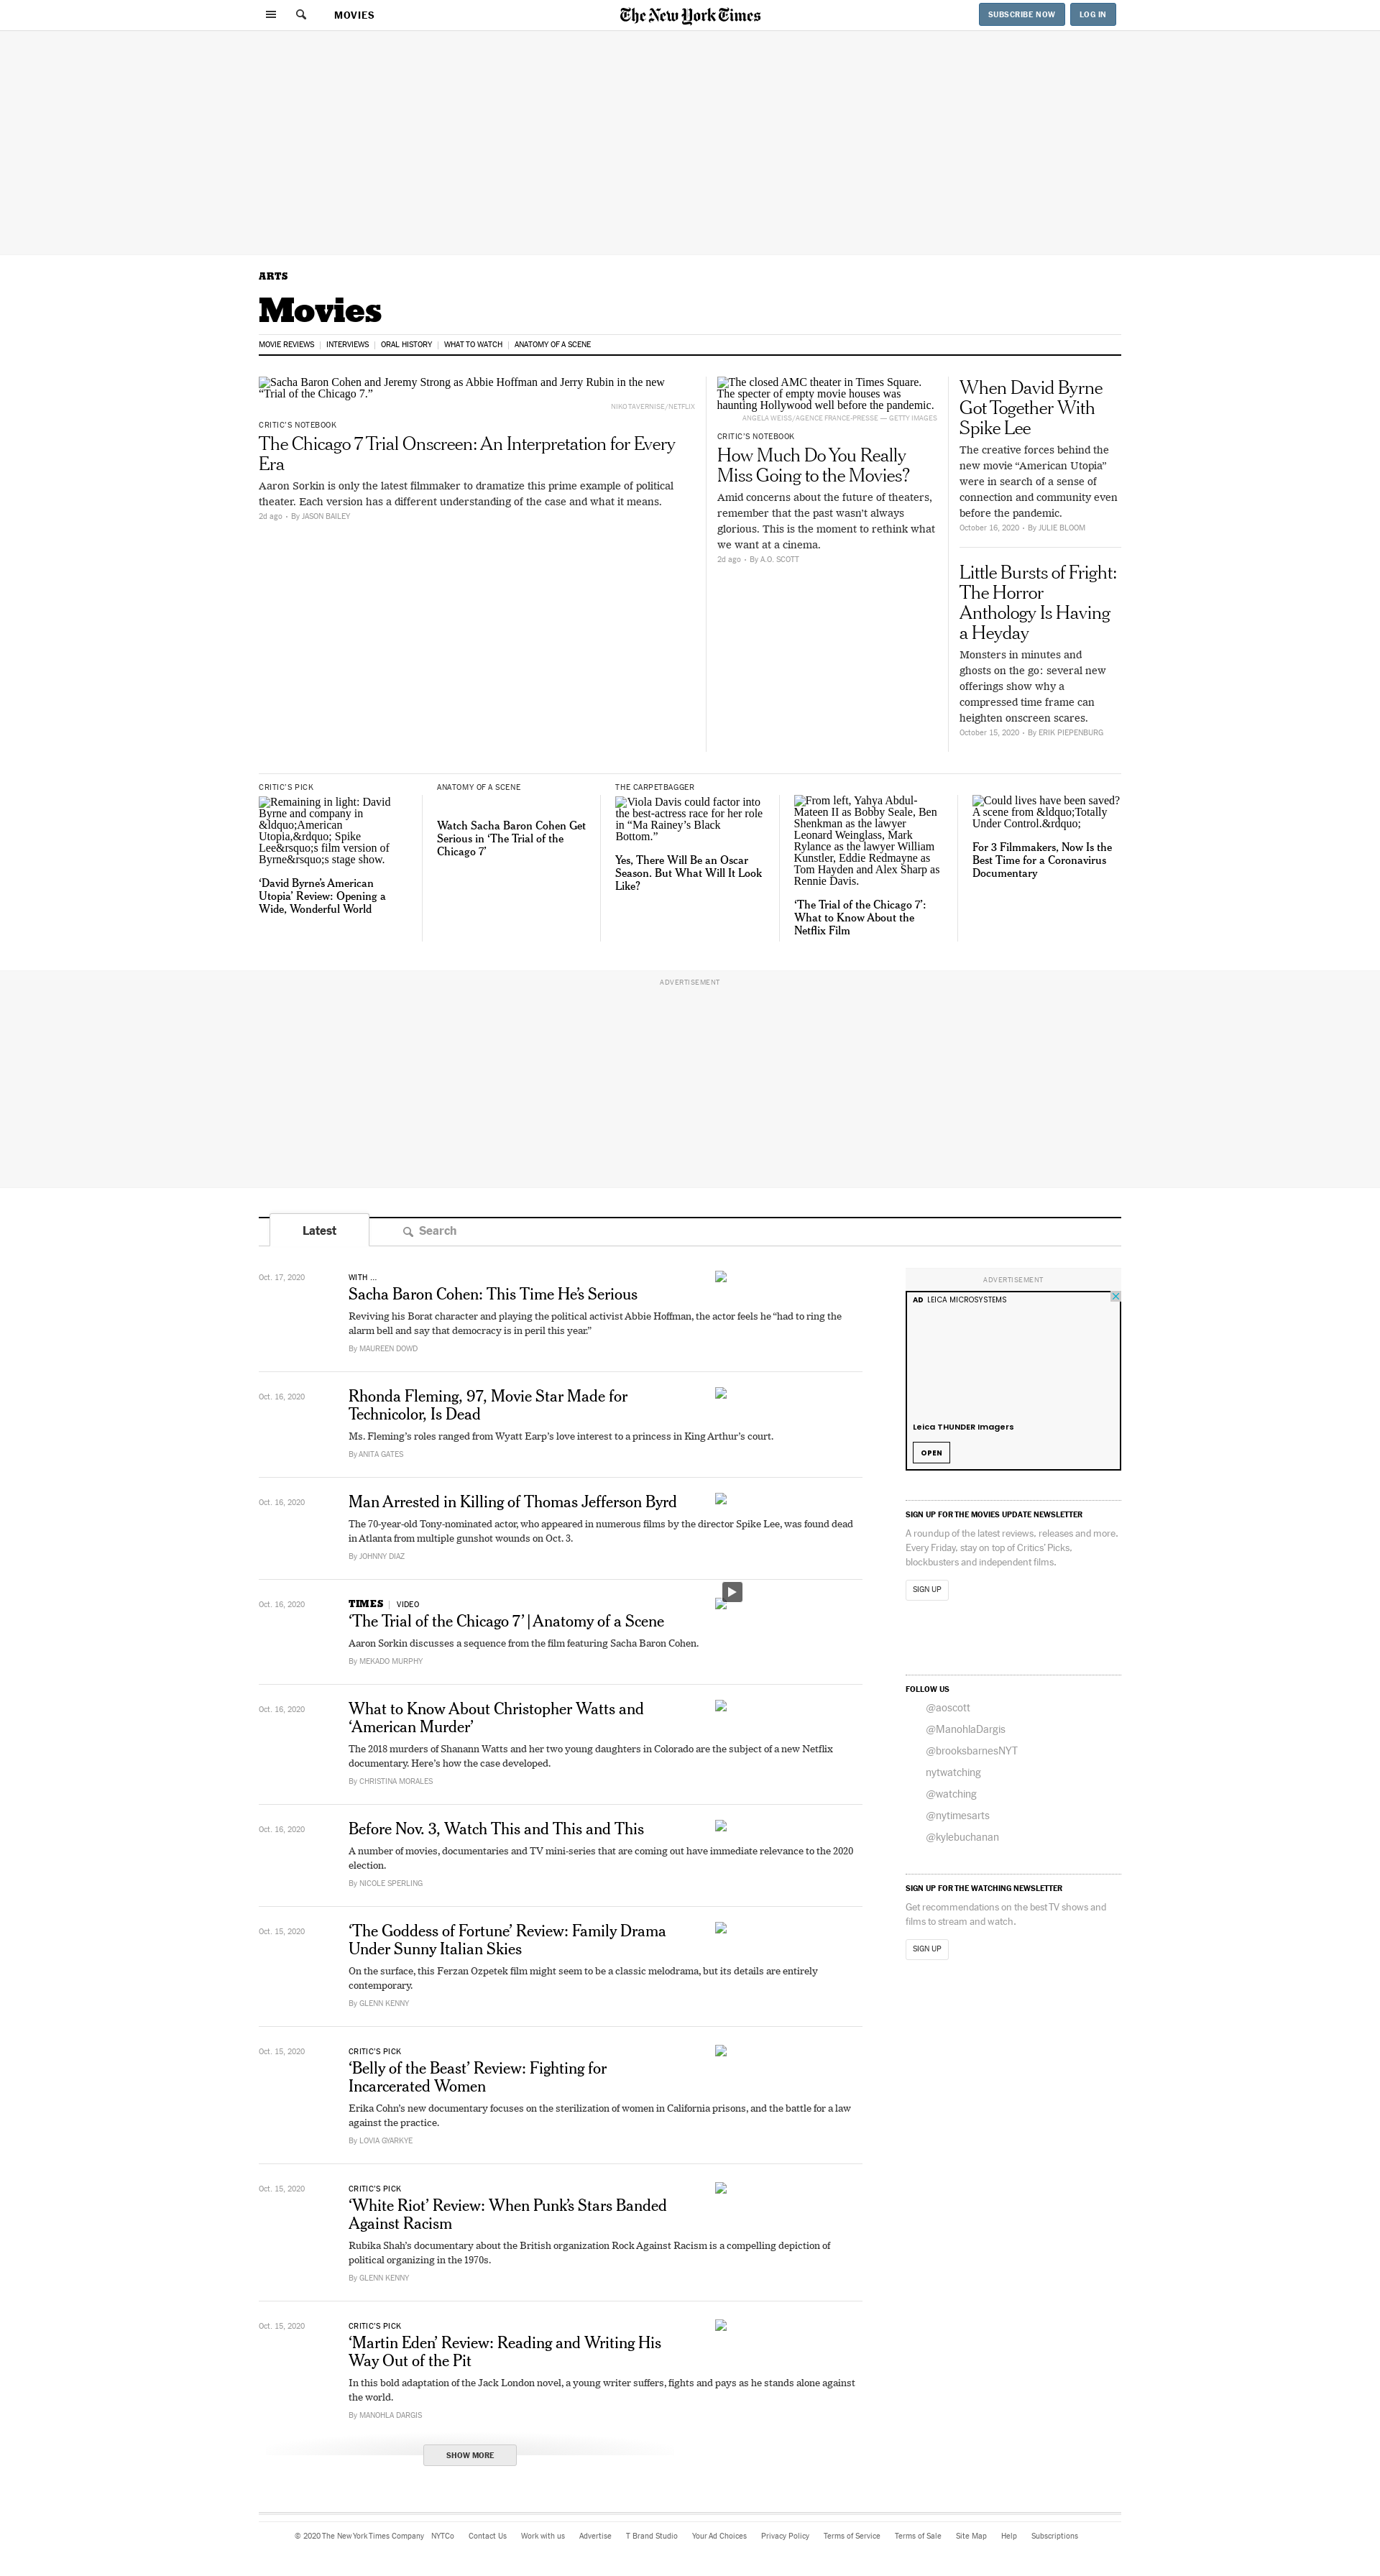 MOVIES
The New York Times
SUBSCRIBE NOW
LOG IN
ARTS
Movies
MOVIE REVIEWS
INTERVIEWS
ORAL HISTORY
WHAT TO WATCH
ANATOMY OF A SCENE
Sacha Baron Cohen and Jeremy Strong as Abbie Hoffman and Jerry Rubin in the new
“Trial of the Chicago 7.”
NIKO TAVERNISE/NETFLIX
CRITIC'S NOTEBOOK
The Chicago 7 Trial Onscreen: An Interpretation for Every
Era
Aaron Sorkin is only the latest filmmaker to dramatize this prime example of political
theater. Each version has a different understanding of the case and what it means.
2d ago • By JASON BAILEY
The closed AMC theater in Times Square.
The specter of empty movie houses was
haunting Hollywood well before the pandemic.
ANGELA WEISS/AGENCE FRANCE-PRESSE — GETTY IMAGES
CRITIC'S NOTEBOOK
How Much Do You Really
Miss Going to the Movies?
Amid concerns about the future of theaters,
remember that the past wasn't always
glorious. This is the moment to rethink what
we want at a cinema.
2d ago • By A.O. SCOTT
When David Byrne
Got Together With
Spike Lee
The creative forces behind the
new movie “American Utopia”
were in search of a sense of
connection and community even
before the pandemic.
October 16, 2020 • By JULIE BLOOM
Little Bursts of Fright:
The Horror
Anthology Is Having
a Heyday
Monsters in minutes and
ghosts on the go: several new
offerings show why a
compressed time frame can
heighten onscreen scares.
October 15, 2020 • By ERIK PIEPENBURG
CRITIC'S PICK
Remaining in light: David
Byrne and company in
&ldquo;American
Utopia,&rdquo; Spike
Lee&rsquo;s film version of
Byrne&rsquo;s stage show.
‘David Byrne’s American
Utopia’ Review: Opening a
Wide, Wonderful World
ANATOMY OF A SCENE
Watch Sacha Baron Cohen Get
Serious in ‘The Trial of the
Chicago 7’
THE CARPETBAGGER
Viola Davis could factor into
the best-actress race for her role
in “Ma Rainey’s Black
Bottom.”
Yes, There Will Be an Oscar
Season. But What Will It Look
Like?
From left, Yahya Abdul-
Mateen II as Bobby Seale, Ben
Shenkman as the lawyer
Leonard Weinglass, Mark
Rylance as the lawyer William
Kunstler, Eddie Redmayne as
Tom Hayden and Alex Sharp as
Rennie Davis.
‘The Trial of the Chicago 7’:
What to Know About the
Netflix Film
Could lives have been saved?
A scene from &ldquo;Totally
Under Control.&rdquo;
For 3 Filmmakers, Now Is the
Best Time for a Coronavirus
Documentary
ADVERTISEMENT
Latest
Search
Oct. 17, 2020
WITH ...
Sacha Baron Cohen: This Time He’s Serious
Reviving his Borat character and playing the political activist Abbie Hoffman, the actor feels he “had to ring the
alarm bell and say that democracy is in peril this year.”
By MAUREEN DOWD
Oct. 16, 2020
Rhonda Fleming, 97, Movie Star Made for
Technicolor, Is Dead
Ms. Fleming’s roles ranged from Wyatt Earp’s love interest to a princess in King Arthur’s court.
By ANITA GATES
Oct. 16, 2020
Man Arrested in Killing of Thomas Jefferson Byrd
The 70-year-old Tony-nominated actor, who appeared in numerous films by the director Spike Lee, was found dead
in Atlanta from multiple gunshot wounds on Oct. 3.
By JOHNNY DIAZ
Oct. 16, 2020
TIMES | VIDEO
‘The Trial of the Chicago 7’ | Anatomy of a Scene
Aaron Sorkin discusses a sequence from the film featuring Sacha Baron Cohen.
By MEKADO MURPHY
Oct. 16, 2020
What to Know About Christopher Watts and
‘American Murder’
The 2018 murders of Shanann Watts and her two young daughters in Colorado are the subject of a new Netflix
documentary. Here’s how the case developed.
By CHRISTINA MORALES
Oct. 16, 2020
Before Nov. 3, Watch This and This and This
A number of movies, documentaries and TV mini-series that are coming out have immediate relevance to the 2020
election.
By NICOLE SPERLING
Oct. 15, 2020
‘The Goddess of Fortune’ Review: Family Drama
Under Sunny Italian Skies
On the surface, this Ferzan Ozpetek film might seem to be a classic melodrama, but its details are entirely
contemporary.
By GLENN KENNY
Oct. 15, 2020
CRITIC'S PICK
‘Belly of the Beast’ Review: Fighting for
Incarcerated Women
Erika Cohn’s new documentary focuses on the sterilization of women in California prisons, and the battle for a law
against the practice.
By LOVIA GYARKYE
Oct. 15, 2020
CRITIC'S PICK
‘White Riot’ Review: When Punk’s Stars Banded
Against Racism
Rubika Shah’s documentary about the British organization Rock Against Racism is a compelling depiction of
political organizing in the 1970s.
By GLENN KENNY
Oct. 15, 2020
CRITIC'S PICK
‘Martin Eden’ Review: Reading and Writing His
Way Out of the Pit
In this bold adaptation of the Jack London novel, a young writer suffers, fights and pays as he stands alone against
the world.
By MANOHLA DARGIS
SHOW MORE
ADVERTISEMENT
AD LEICA MICROSYSTEMS
Leica THUNDER Imagers
OPEN
SIGN UP FOR THE MOVIES UPDATE NEWSLETTER
A roundup of the latest reviews, releases and more.
Every Friday, stay on top of Critics’ Picks,
blockbusters and independent films.
SIGN UP
FOLLOW US
@aoscott
@ManohlaDargis
@brooksbarnesNYT
nytwatching
@watching
@nytimesarts
@kylebuchanan
SIGN UP FOR THE WATCHING NEWSLETTER
Get recommendations on the best TV shows and
films to stream and watch.
SIGN UP
© 2020 The New York Times Company
NYTCo
Contact Us
Work with us
Advertise
T Brand Studio
Your Ad Choices
Privacy Policy
Terms of Service
Terms of Sale
Site Map
Help
Subscriptions